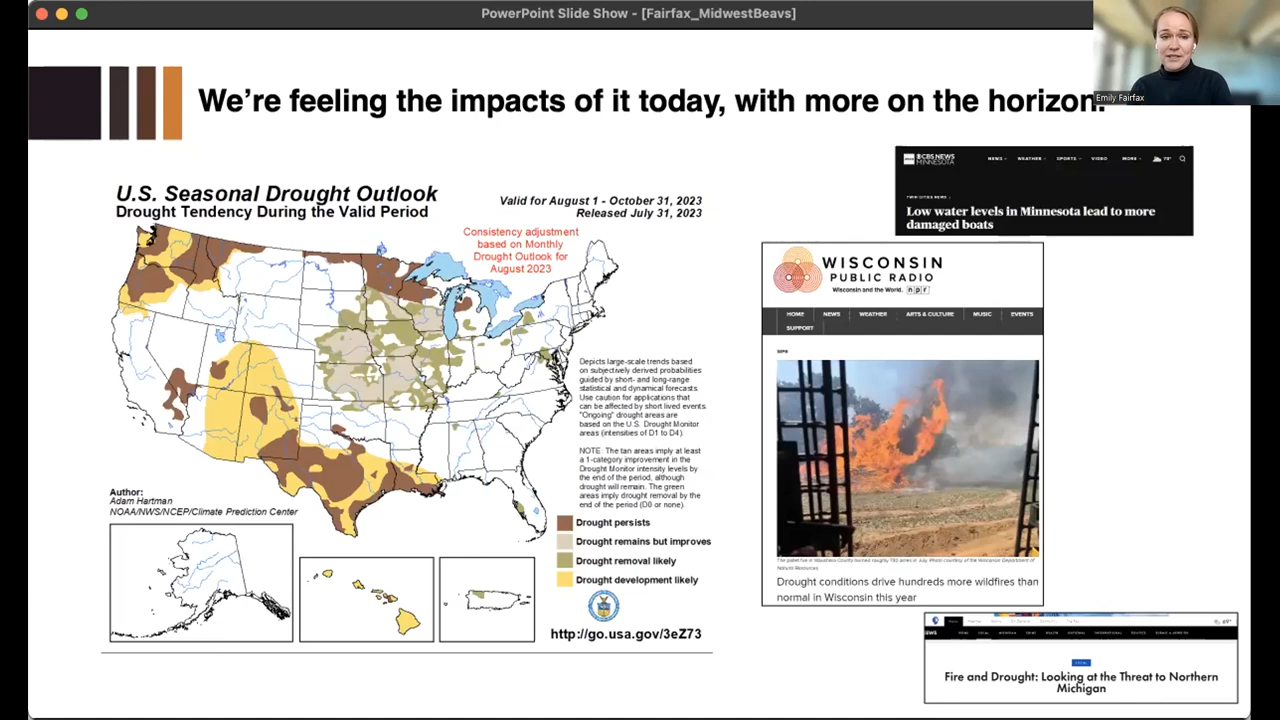 PowerPoint Slide Show - [Fairfax_MidwestBeavs]
Emily Fairfax
We're feeling the impacts of it today, with more on the horizon.
U.S. Seasonal Drought Outlook
Drought Tendency During the Valid Period
Valid for August 1 - October 31, 2023
Released July 31, 2023
Consistency adjustment
based on Monthly
Drought Outlook for
August 2023
Depicts large-scale trends based
on subjectively derived probabilities
guided by short- and long-range
statistical and dynamical forecasts.
Use caution for applications that
can be affected by short lived events.
"Ongoing" drought areas are
based on the U.S. Drought Monitor
areas (intensities of D1 to D4).
NOTE: The tan areas imply at least
a 1-category improvement in the
Drought Monitor intensity levels by
the end of the period, although
drought will remain. The green
areas imply drought removal by the
end of the period (D0 or none).
Author:
Adam Hartman
NOAA/NWS/NCEP/Climate Prediction Center
Drought persists
Drought remains but improves
Drought removal likely
Drought development likely
http://go.usa.gov/3eZ73
CBS NEWS
MINNESOTA
NEWS
WEATHER
SPORTS
VIDEO
MORE
Low water levels in Minnesota lead to more
damaged boats
WISCONSIN
PUBLIC RADIO
Wisconsin and the World.
npr
HOME
NEWS
WEATHER
ARTS & CULTURE
MUSIC
EVENTS
SUPPORT
Drought conditions drive hundreds more wildfires than
normal in Wisconsin this year
Fire and Drought: Looking at the Threat to Northern
Michigan